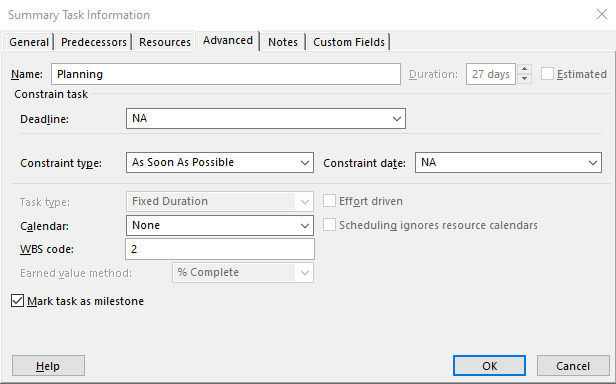 Summary Task Information
General Predecessors Resources Advanced Notes Custom Fields
Name: Planning Duration: 27 days Estimated
Constrain task
Deadline: NA
Constraint type: As Soon As Possible Constraint date: NA
Task type: Fixed Duration Effort driven
Calendar: None Scheduling ignores resource calendars
WBS code: 2
Earned value method: % Complete
Mark task as milestone
Help OK Cancel